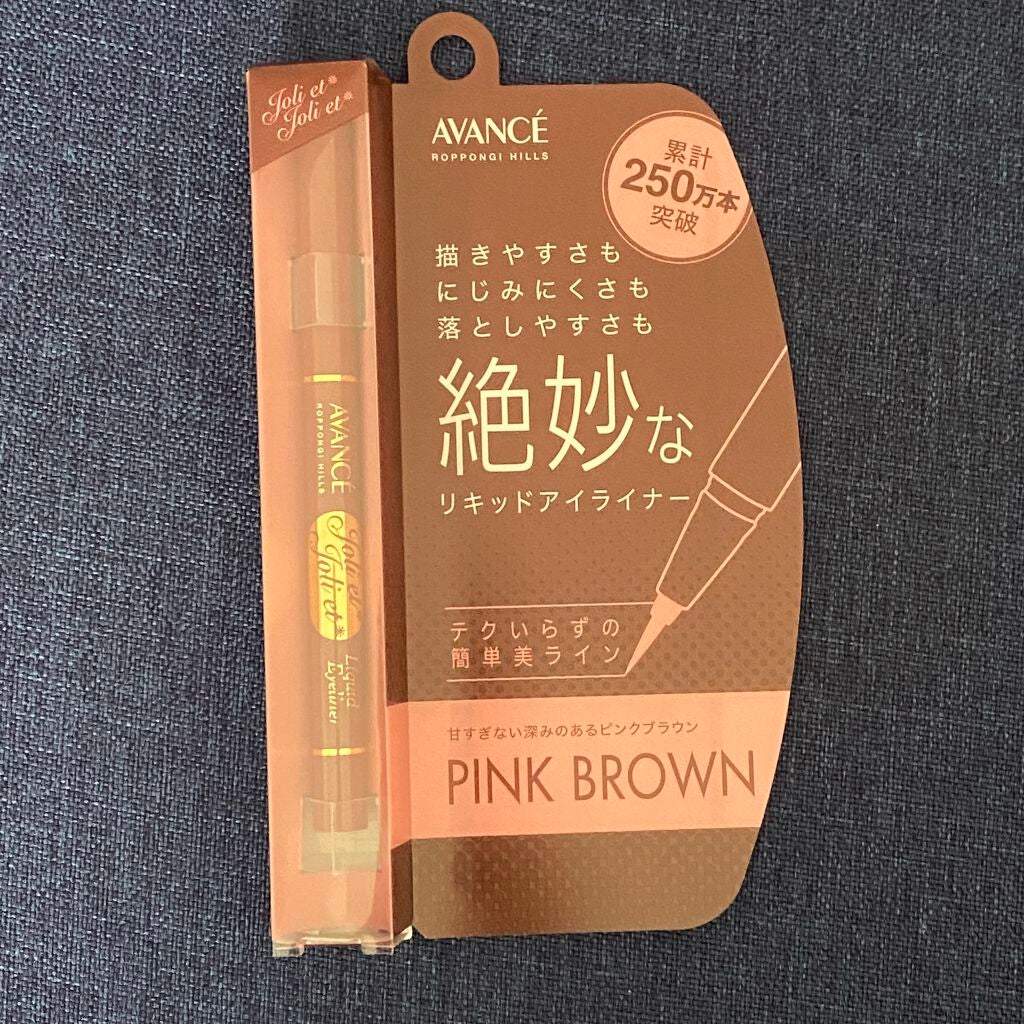 Joli et
Joli et
AVANCÉ
ROPPONGI HILLS
累計
250万本
突破
描きやすさも
にじみにくさも
落としやすさも
絶妙な
リキッドアイライナー
テクいらずの
簡単美ライン
甘すぎない深みのあるピンクブラウン
PINK BROWN
AVANCÉ
ROPPONGI HILLS
Joli et
Joli et
Liquid
Eyeliner